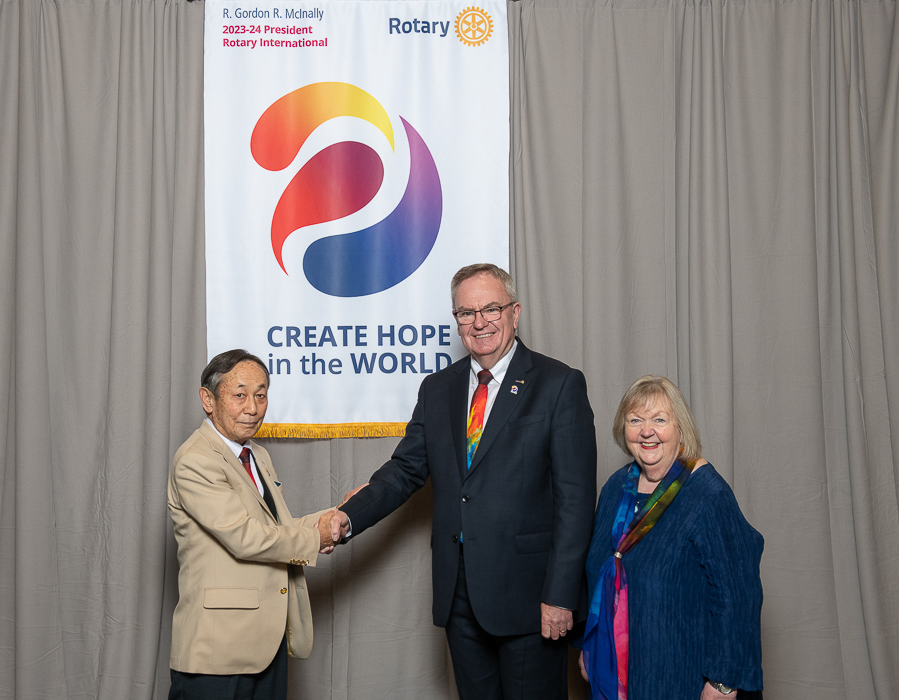 R. Gordon R. McInally
2023-24 President
Rotary International
Rotary
CREATE HOPE
in the WORLD